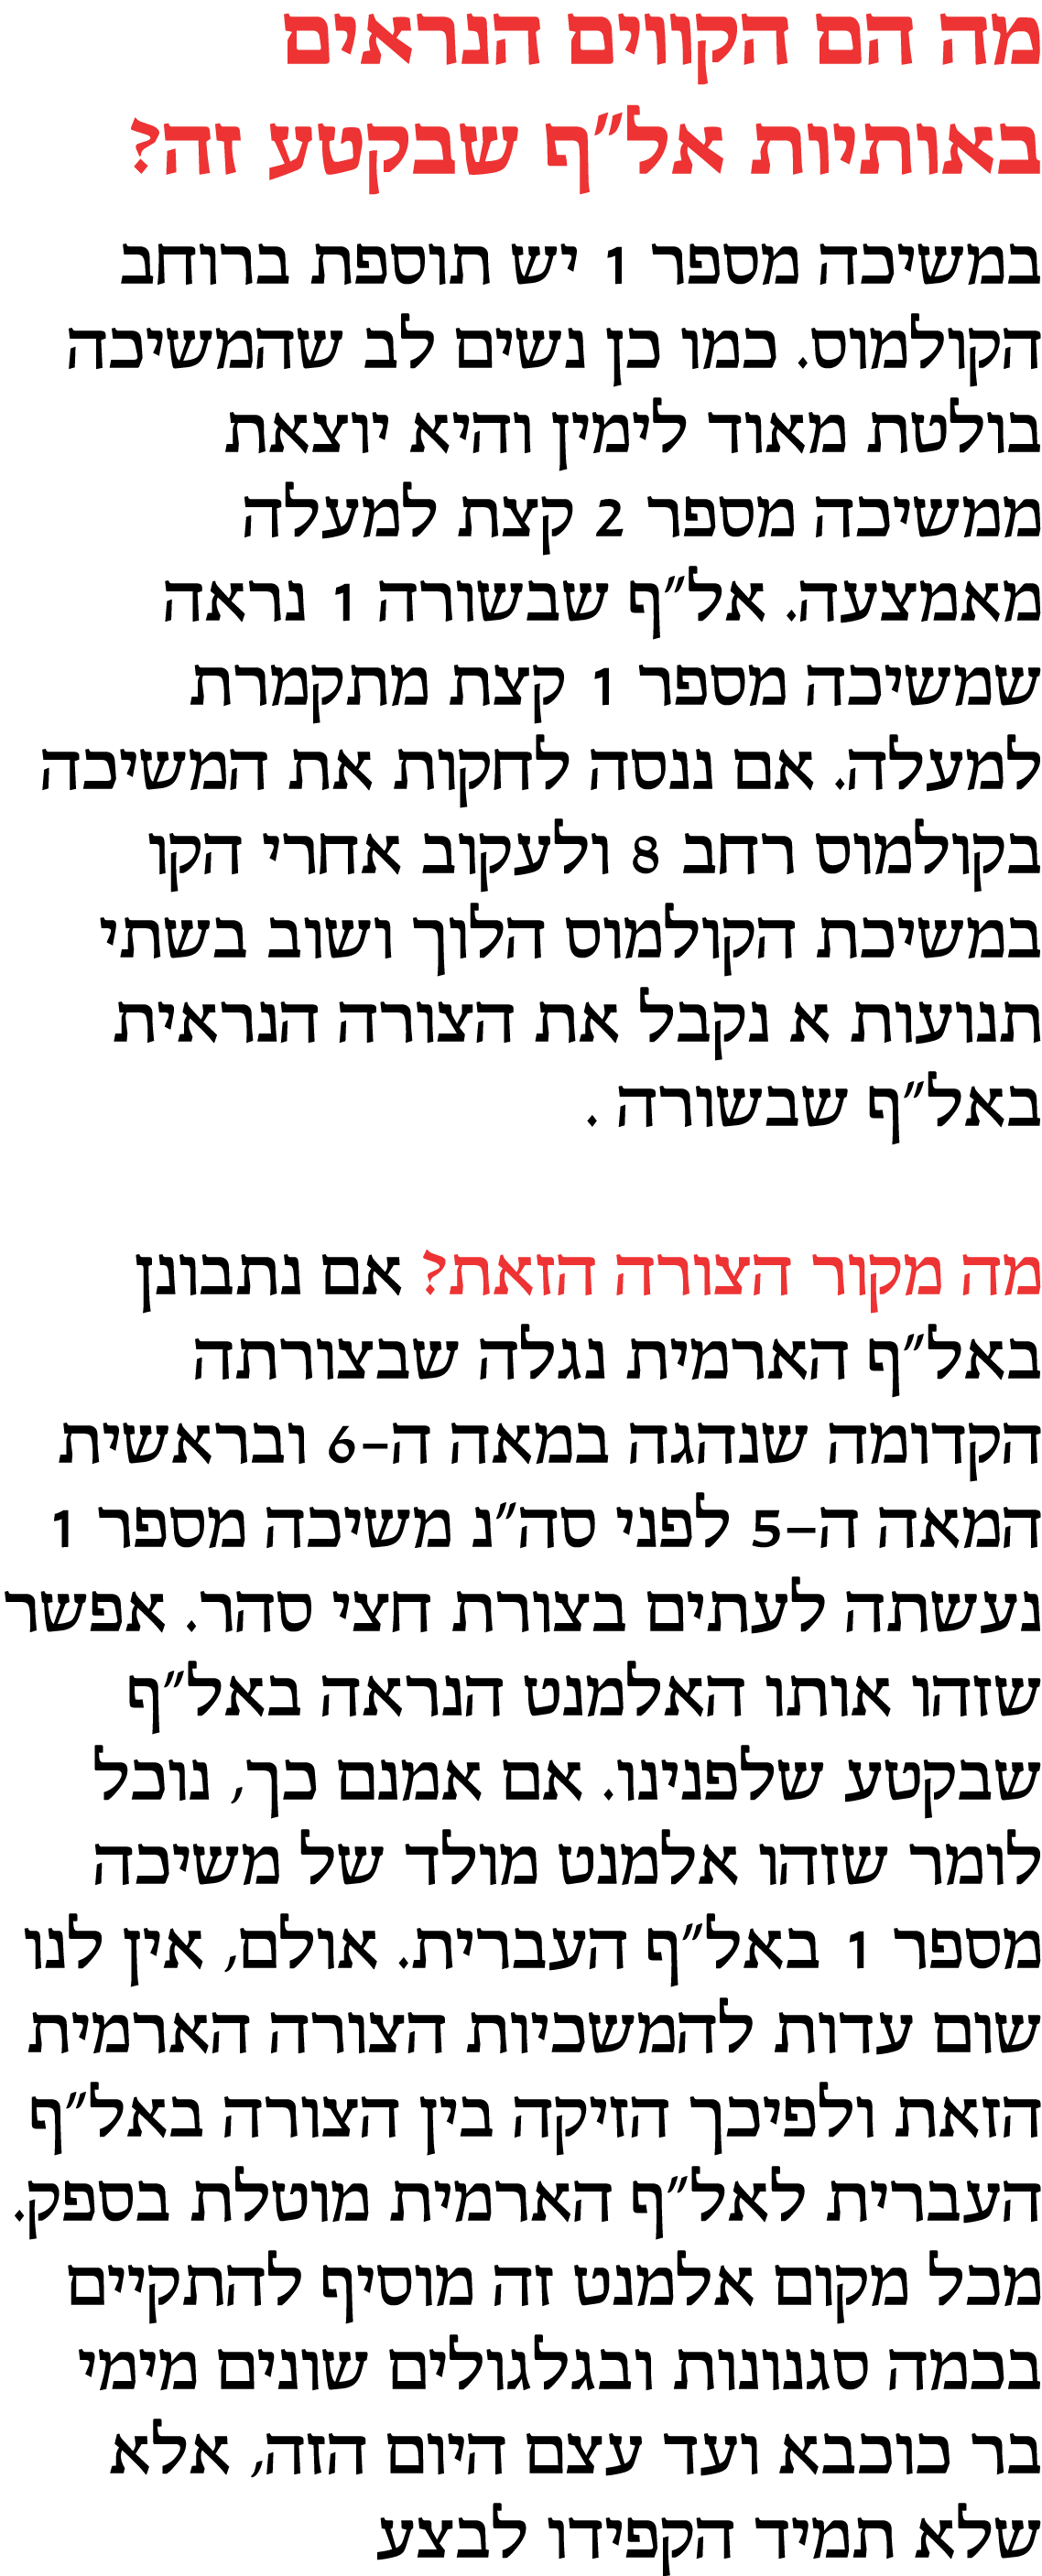 מה הם הקווים הנראים
באותיות אל״ף שבקטע זה?
במשיכה מספר 1 יש תוספת ברוחב
הקולמוס. כמו כן נשים לב שהמשיכה
בולטת מאוד לימין והיא יוצאת
ממשיכה מספר 2 קצת למעלה
מאמצעה. אל״ף שבשורה 1 נראה
שמשיכה מספר 1 קצת מתקמרת
למעלה. אם ננסה לחקות את המשיכה
בקולמוס רחב 8 ולעקוב אחרי הקו
במשיכת הקולמוס הלוך ושוב בשתי
תנועות א נקבל את הצורה הנראית
באל״ף שבשורה .
מה מקור הצורה הזאת? אם נתבונן
באל״ף הארמית נגלה שבצורתה
הקדומה שנהגה במאה ה-6 ובראשית
המאה ה-5 לפני סה״נ משיכה מספר 1
נעשתה לעתים בצורת חצי סהר. אפשר
שזהו אותו האלמנט הנראה באל״ף
שבקטע שלפנינו. אם אמנם כך, נוכל
לומר שזהו אלמנט מולד של משיכה
מספר 1 באל״ף העברית. אולם, אין לנו
שום עדות להמשכיות הצורה הארמית
הזאת ולפיכך הזיקה בין הצורה באל״ף
העברית לאל״ף הארמית מוטלת בספק.
מכל מקום אלמנט זה מוסיף להתקיים
בכמה סגנונות ובגלגולים שונים מימי
בר כוכבא ועד עצם היום הזה, אלא
שלא תמיד הקפידו לבצע